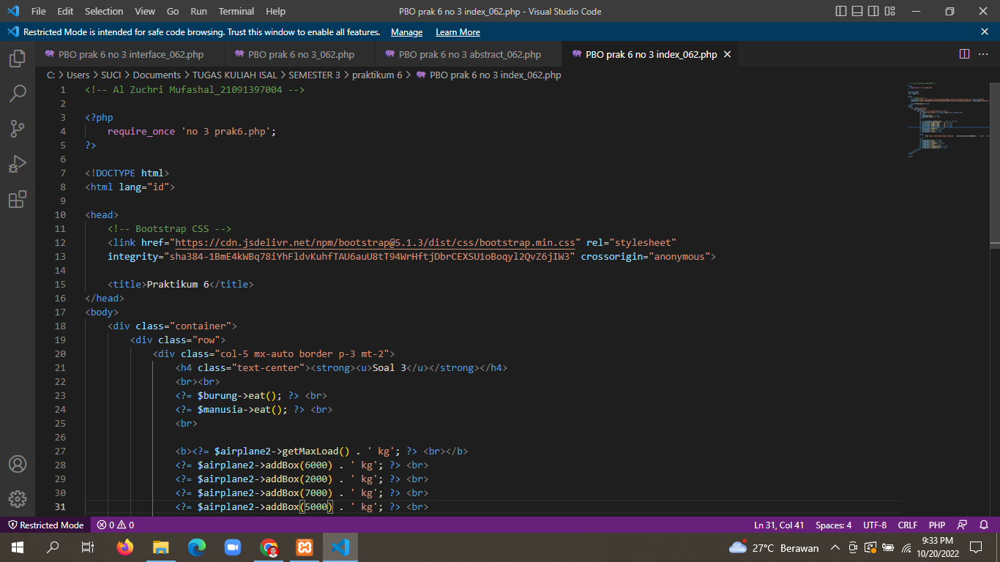 File Edit Selection View Go Run Terminal Help PBO prak 6 no 3 index_062.php - Visual Studio Code
Restricted Mode is intended for safe code browsing. Trust this window to enable all features. Manage Learn More
PBO prak 6 no 3 interface_062.php PBO prak 6 no 3_062.php PBO prak 6 no 3 abstract_062.php PBO prak 6 no 3 index_062.php
C: > Users > SUCI > Documents > TUGAS KULIAH ISAL > SEMESTER 3 > praktikum 6 > PBO prak 6 no 3 index_062.php
1 <!-- Al Zuchri Mufashal_21091397004 -->
2
3 <?php
4 require_once 'no 3 prak6.php';
5 ?>
6
7 <!DOCTYPE html>
8 <html lang="id">
9
10 <head>
11 <!-- Bootstrap CSS -->
12 <link href="https://cdn.jsdelivr.net/npm/bootstrap@5.1.3/dist/css/bootstrap.min.css" rel="stylesheet"
13 integrity="sha384-1BmE4kWBq78iYhFldvKuhfTAU6auU8tT94WrHftjDbrCEXSU1oBoqyl2QvZ6jIW3" crossorigin="anonymous">
14
15 <title>Praktikum 6</title>
16 </head>
17 <body>
18 <div class="container">
19 <div class="row">
20 <div class="col-5 mx-auto border p-3 mt-2">
21 <h4 class="text-center"><strong><u>Soal 3</u></strong></h4>
22 <br><br>
23 <?= $burung->eat(); ?> <br>
24 <?= $manusia->eat(); ?> <br>
25 <br>
26
27 <b><?= $airplane2->getMaxLoad() . ' kg'; ?> <br></b>
28 <?= $airplane2->addBox(6000) . ' kg'; ?> <br>
29 <?= $airplane2->addBox(2000) . ' kg'; ?> <br>
30 <?= $airplane2->addBox(7000) . ' kg'; ?> <br>
31 <?= $airplane2->addBox(5000) . ' kg'; ?> <br>
Restricted Mode 0 0 Ln 31, Col 41 Spaces: 4 UTF-8 CRLF PHP
27°C Berawan 9:33 PM
10/20/2022